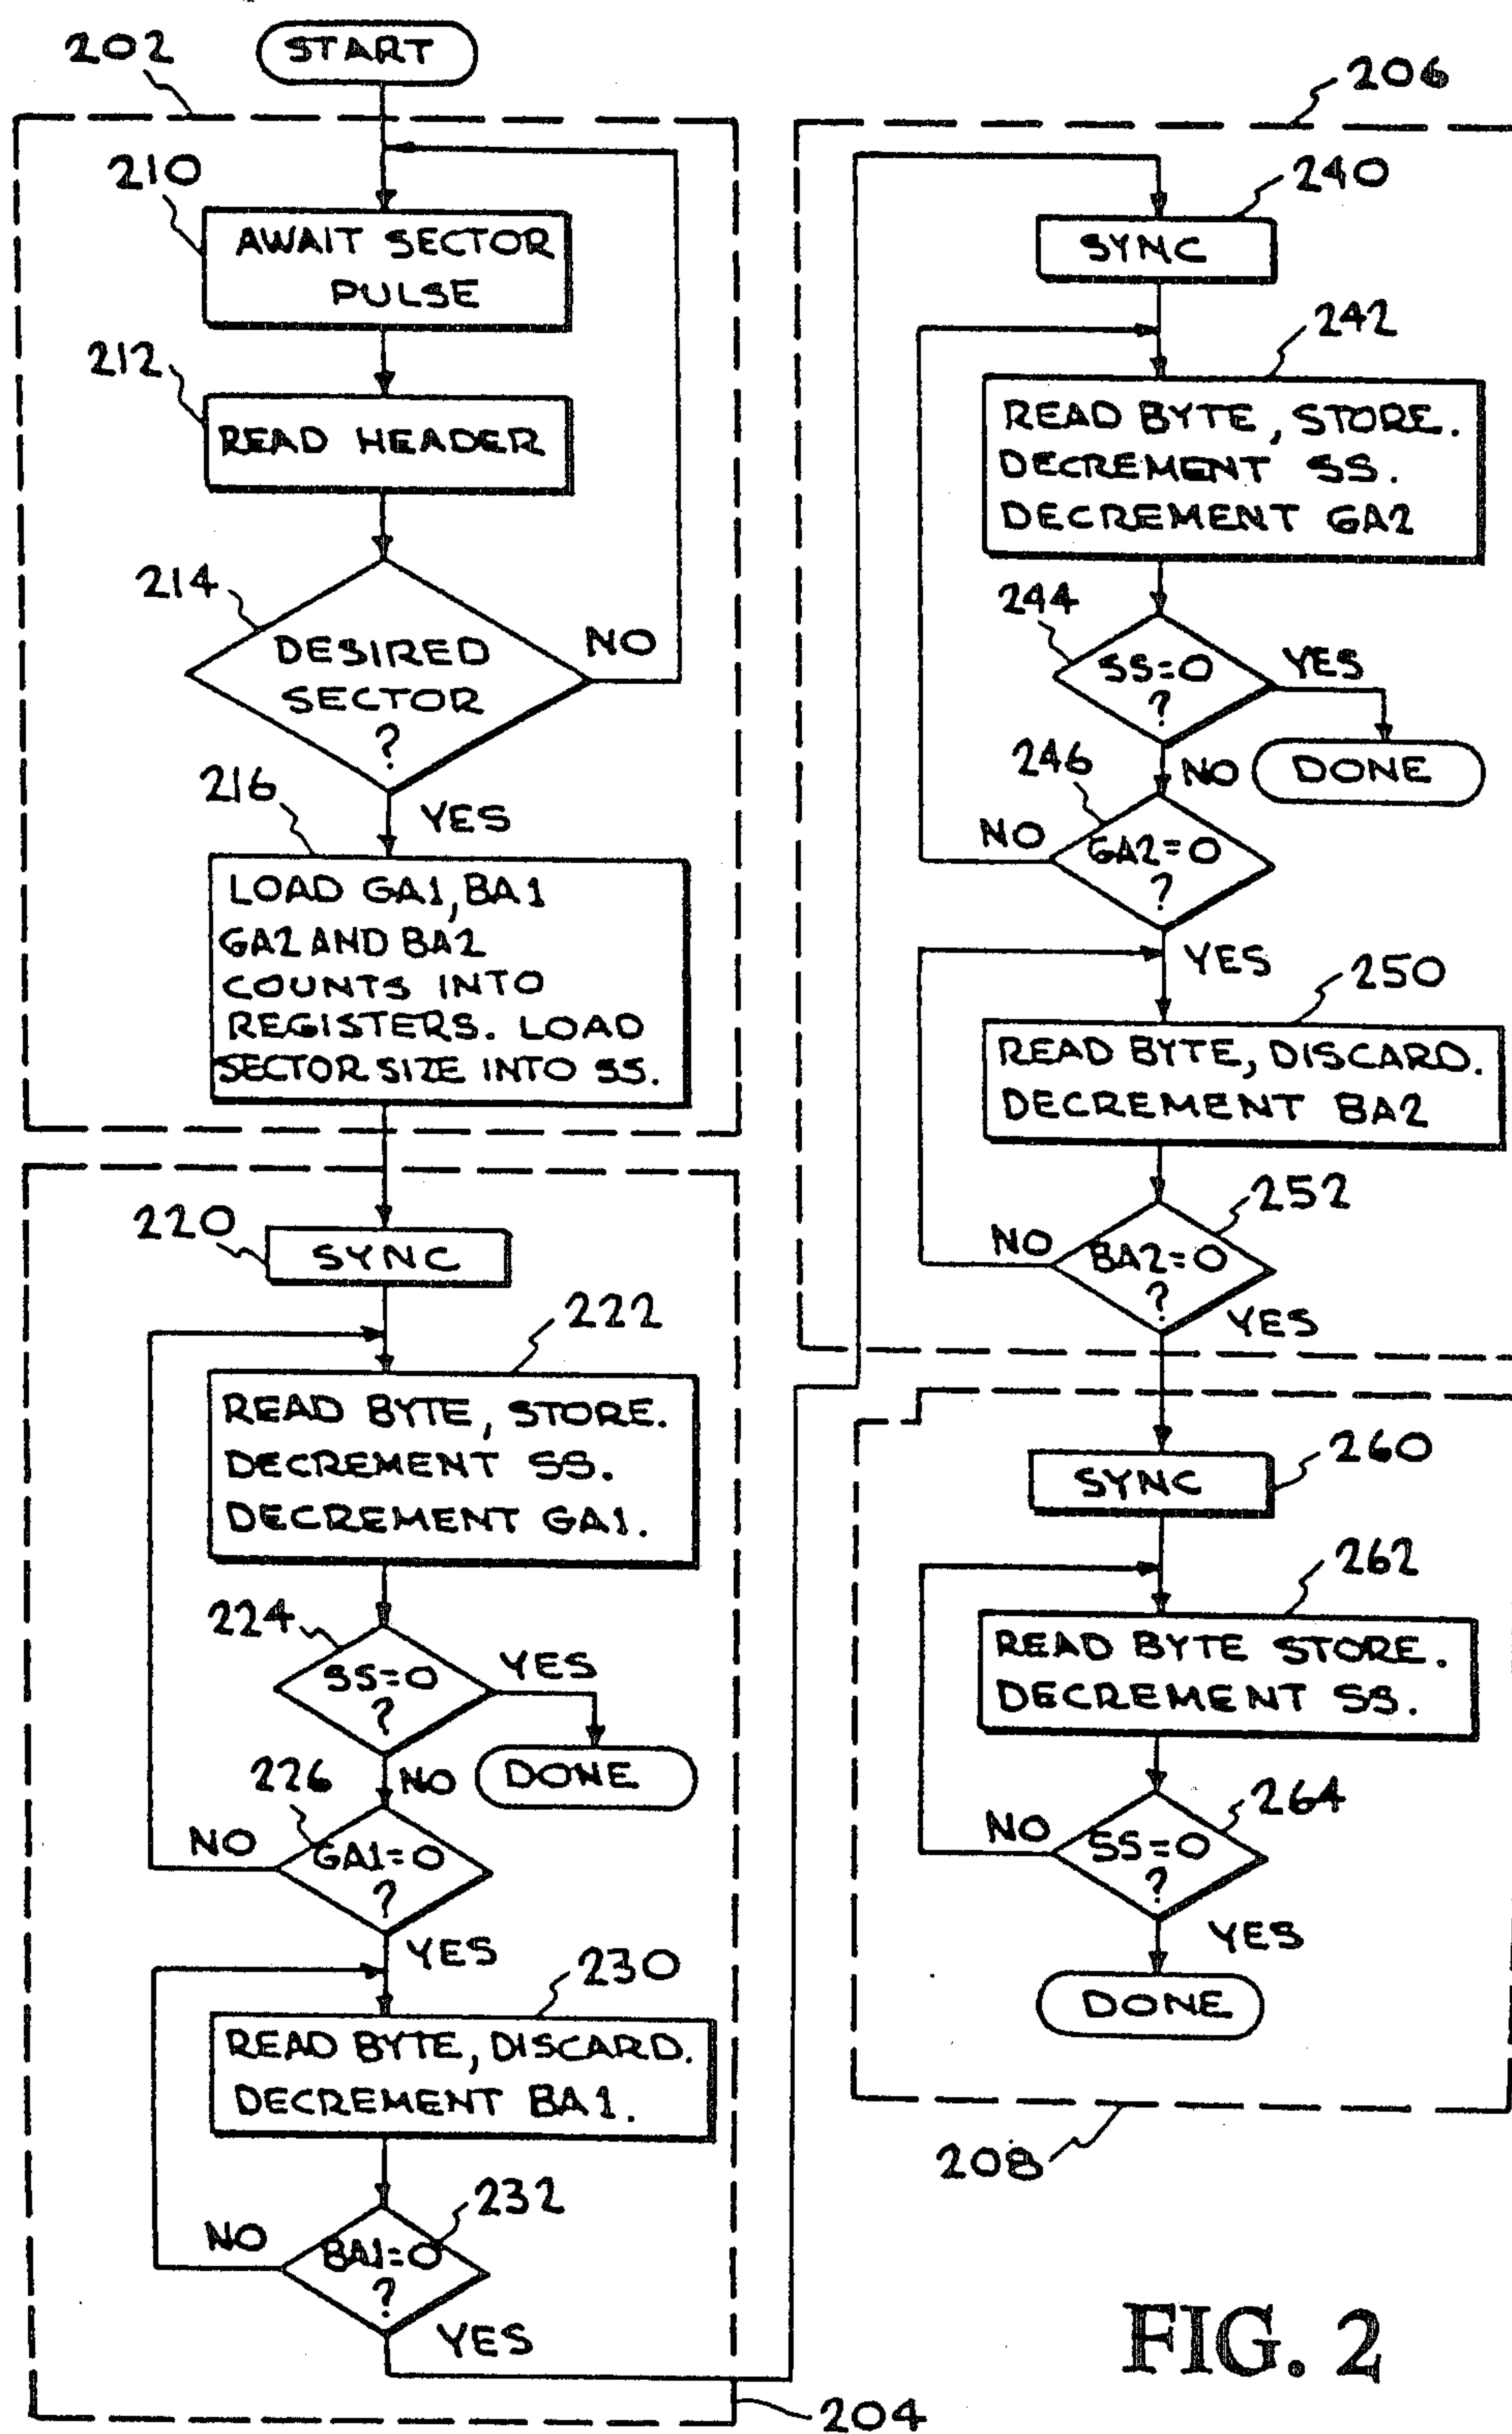 202
START
210
AWAIT SECTOR
PULSE
212
READ HEADER
214
DESIRED
SECTOR
?
NO
216
YES
LOAD GA1, BA1
GA2 AND BA2
COUNTS INTO
REGISTERS. LOAD
SECTOR SIZE INTO SS.
220
SYNC
222
READ BYTE, STORE.
DECREMENT SS.
DECREMENT GA1.
224
SS=0
?
YES
DONE
226
NO
GA1=0
?
NO
YES
230
READ BYTE, DISCARD.
DECREMENT BA1.
232
NO
BA1=0
?
YES
204
206
240
SYNC
242
READ BYTE, STORE.
DECREMENT SS.
DECREMENT GA2
244
SS=0
?
YES
DONE
246
NO
NO
GA2=0
?
YES
250
READ BYTE, DISCARD.
DECREMENT BA2
252
NO
BA2=0
?
YES
260
SYNC
262
READ BYTE STORE.
DECREMENT SS.
264
NO
SS=0
?
YES
DONE
208
FIG. 2